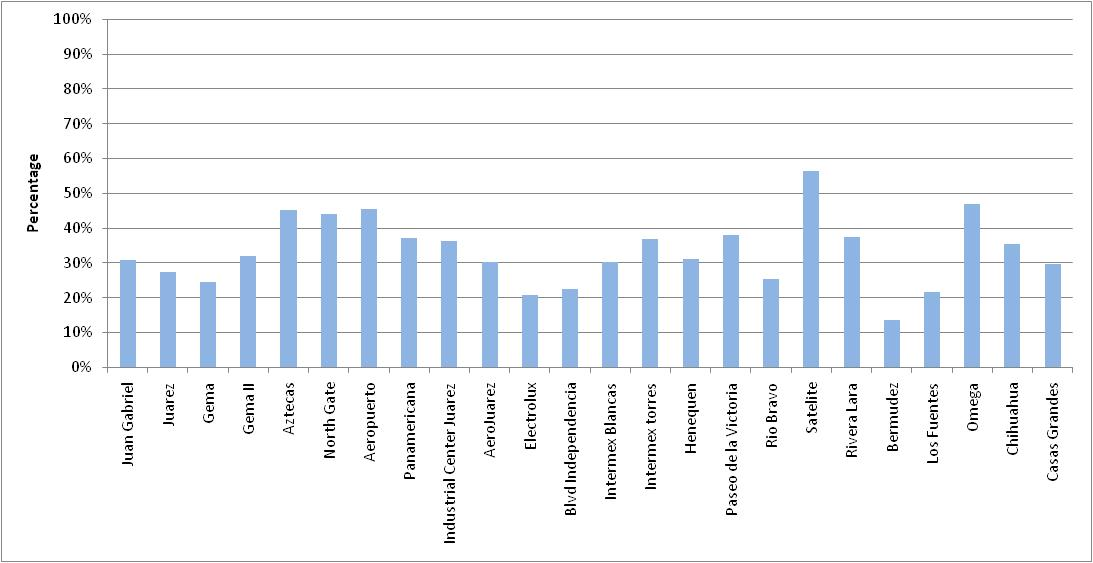 100%
90%
80%
70%
60%
50%
40%
30%
20%
10%
0%
Percentage
Juan Gabriel
Juarez
Gema
Gema II
Aztecas
North Gate
Aeropuerto
Panamericana
Industrial Center Juarez
AeroJuarez
Electrolux
Blvd Independencia
Intermex Blancas
Intermex torres
Henequen
Paseo de la Victoria
Rio Bravo
Satelite
Rivera Lara
Bermudez
Los Fuentes
Omega
Chihuahua
Casas Grandes